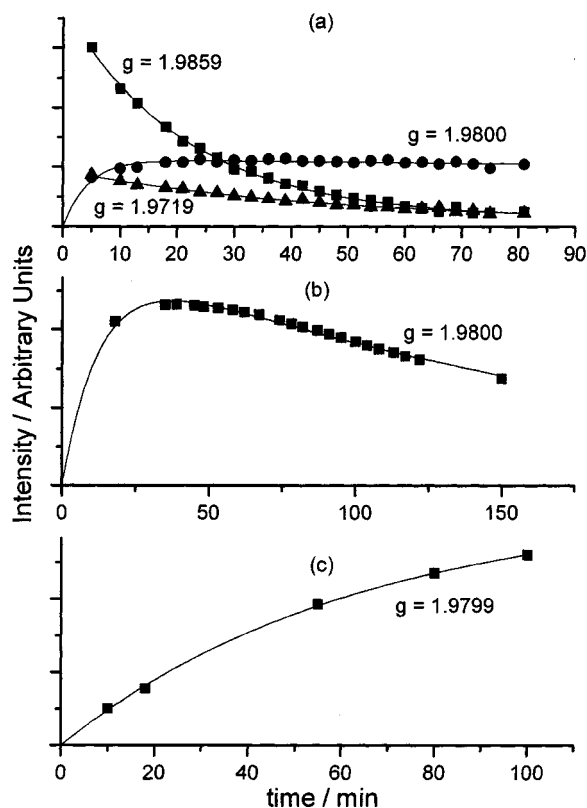 (a)
g = 1.9859
g = 1.9800
g = 1.9719
0 10 20 30 40 50 60 70 80 90
Intensity / Arbitrary Units
(b)
g = 1.9800
0 50 100 150
(c)
g = 1.9799
0 20 40 60 80 100
time / min